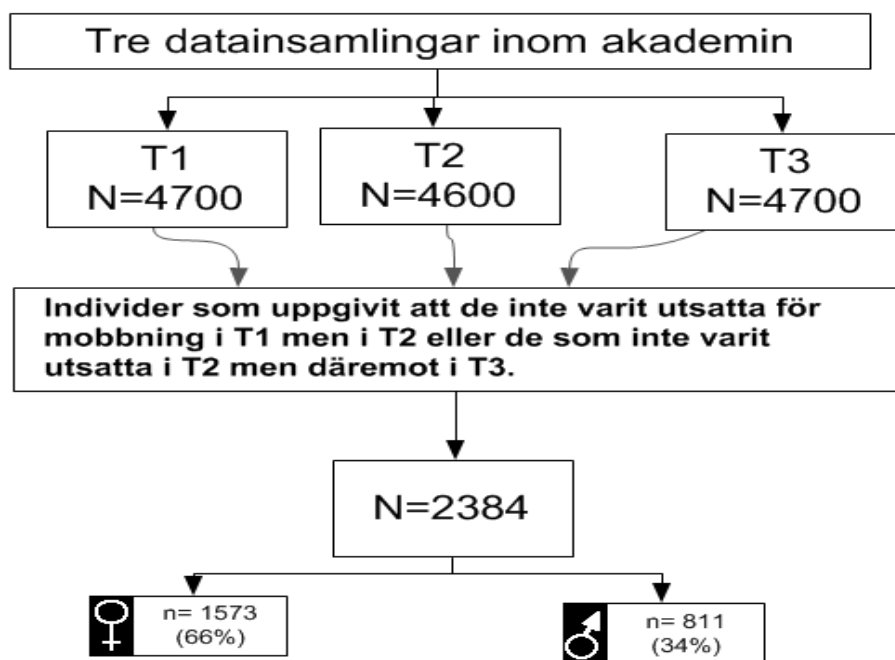 Tre datainsamlingar inom akademin
T1
N=4700
T2
N=4600
T3
N=4700
Individer som uppgivit att de inte varit utsatta för
mobbning i T1 men i T2 eller de som inte varit
utsatta i T2 men däremot i T3.
N=2384
n= 1573
(66%)
n= 811
(34%)